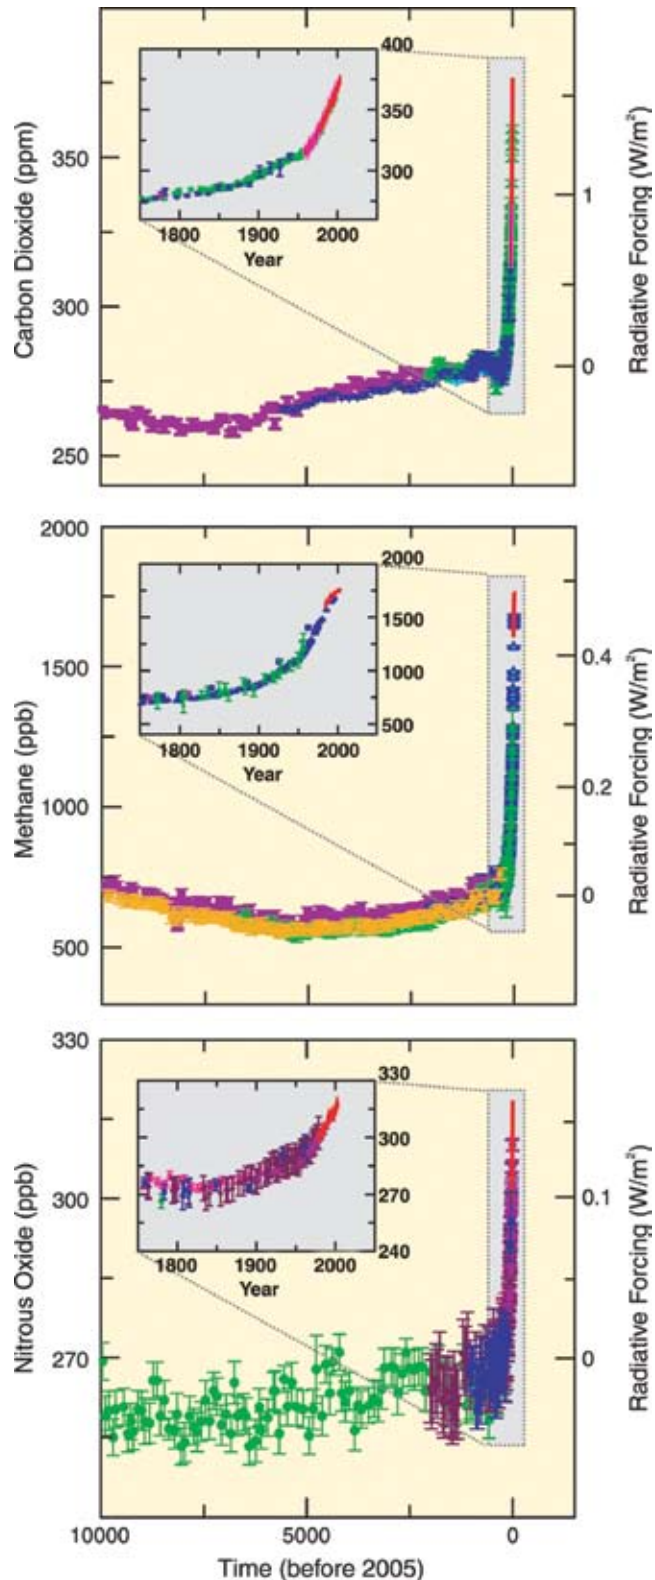 400
350
300
1800 1900 2000
Year
350
300
250
Carbon Dioxide (ppm)
1
0
Radiative Forcing (W/m²)
2000
1500
1000
500
1800 1900 2000
Year
2000
1500
1000
500
Methane (ppb)
0.4
0.2
0
Radiative Forcing (W/m²)
330
300
270
240
1800 1900 2000
Year
330
300
270
Nitrous Oxide (ppb)
0.1
0
Radiative Forcing (W/m²)
10000 5000 0
Time (before 2005)